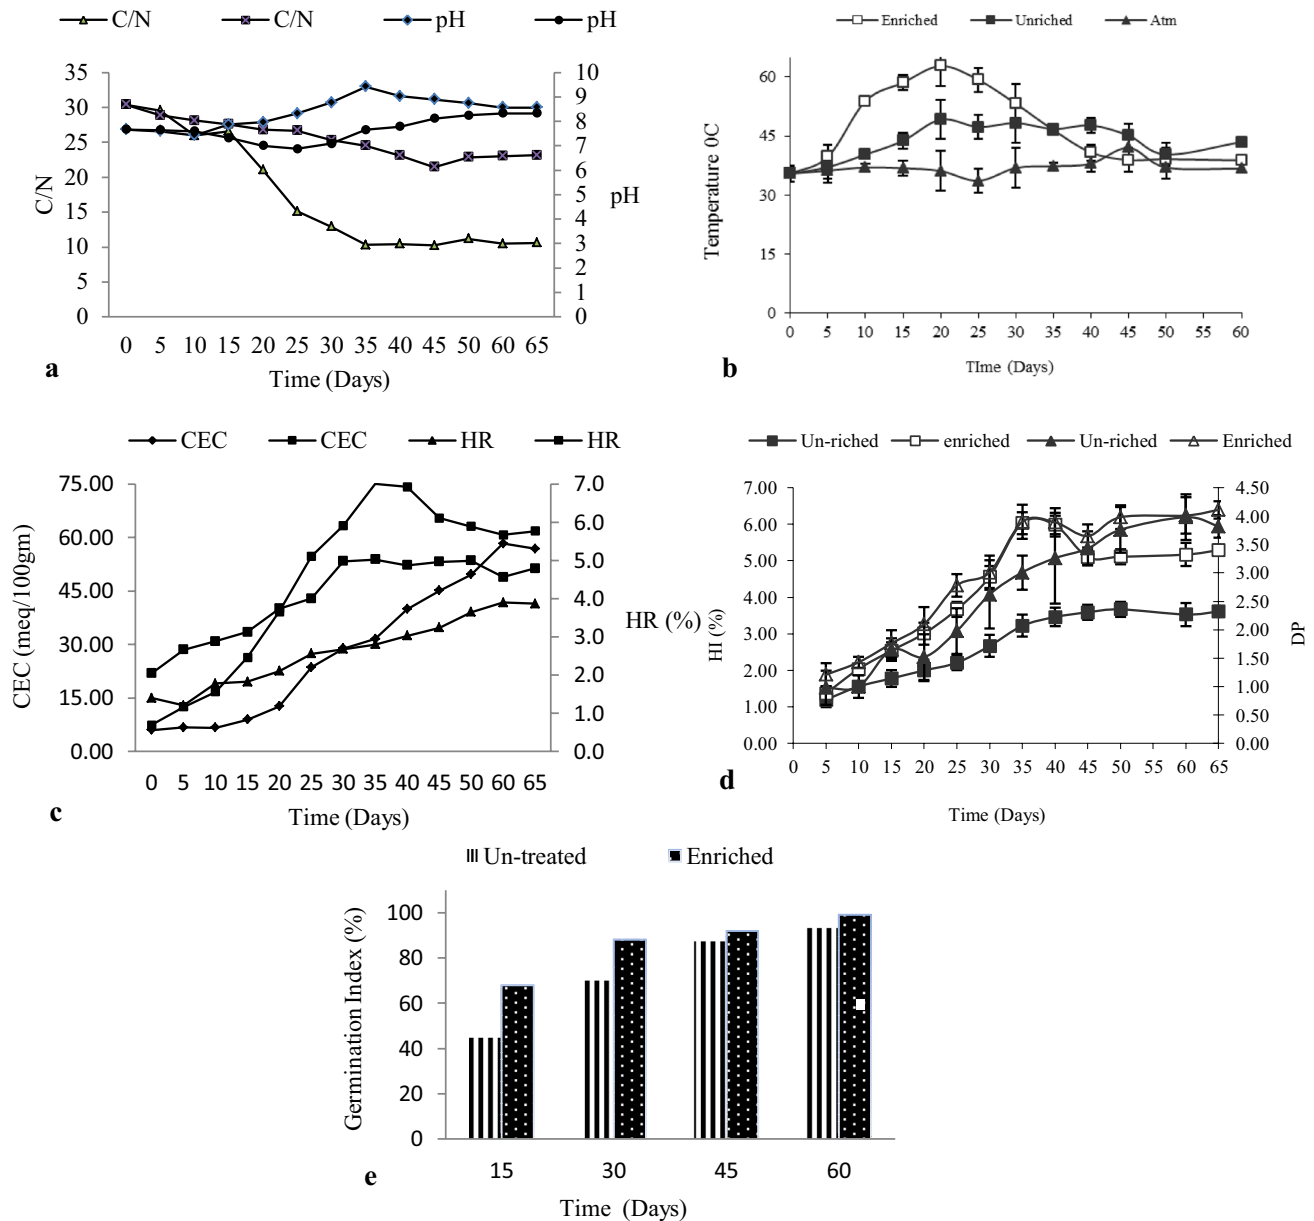 C/N C/N pH pH
35 30 25 20 15 10 5 0
C/N
10 9 8 7 6 5 4 3 2 1 0
pH
0 5 10 15 20 25 30 35 40 45 50 60 65
a
Time (Days)
Enriched Unriched Atm
60 45 30 15 0
Temperature 0C
0 5 10 15 20 25 30 35 40 45 50 55 60
b
TIme (Days)
CEC CEC HR HR
75.00 60.00 45.00 30.00 15.00 0.00
CEC (meq/100gm)
7.0 6.0 5.0 4.0 3.0 2.0 1.0 0.0
HR (%)
0 5 10 15 20 25 30 35 40 45 50 60 65
Time (Days)
c
Un-riched enriched Un-riched Enriched
7.00 6.00 5.00 4.00 3.00 2.00 1.00 0.00
HI (%)
4.50 4.00 3.50 3.00 2.50 2.00 1.50 1.00 0.50 0.00
DP
0 5 10 15 20 25 30 35 40 45 50 60 65
d
Time (Days)
Un-treated Enriched
100 80 60 40 20 0
Germination Index (%)
15 30 45 60
e
Time (Days)